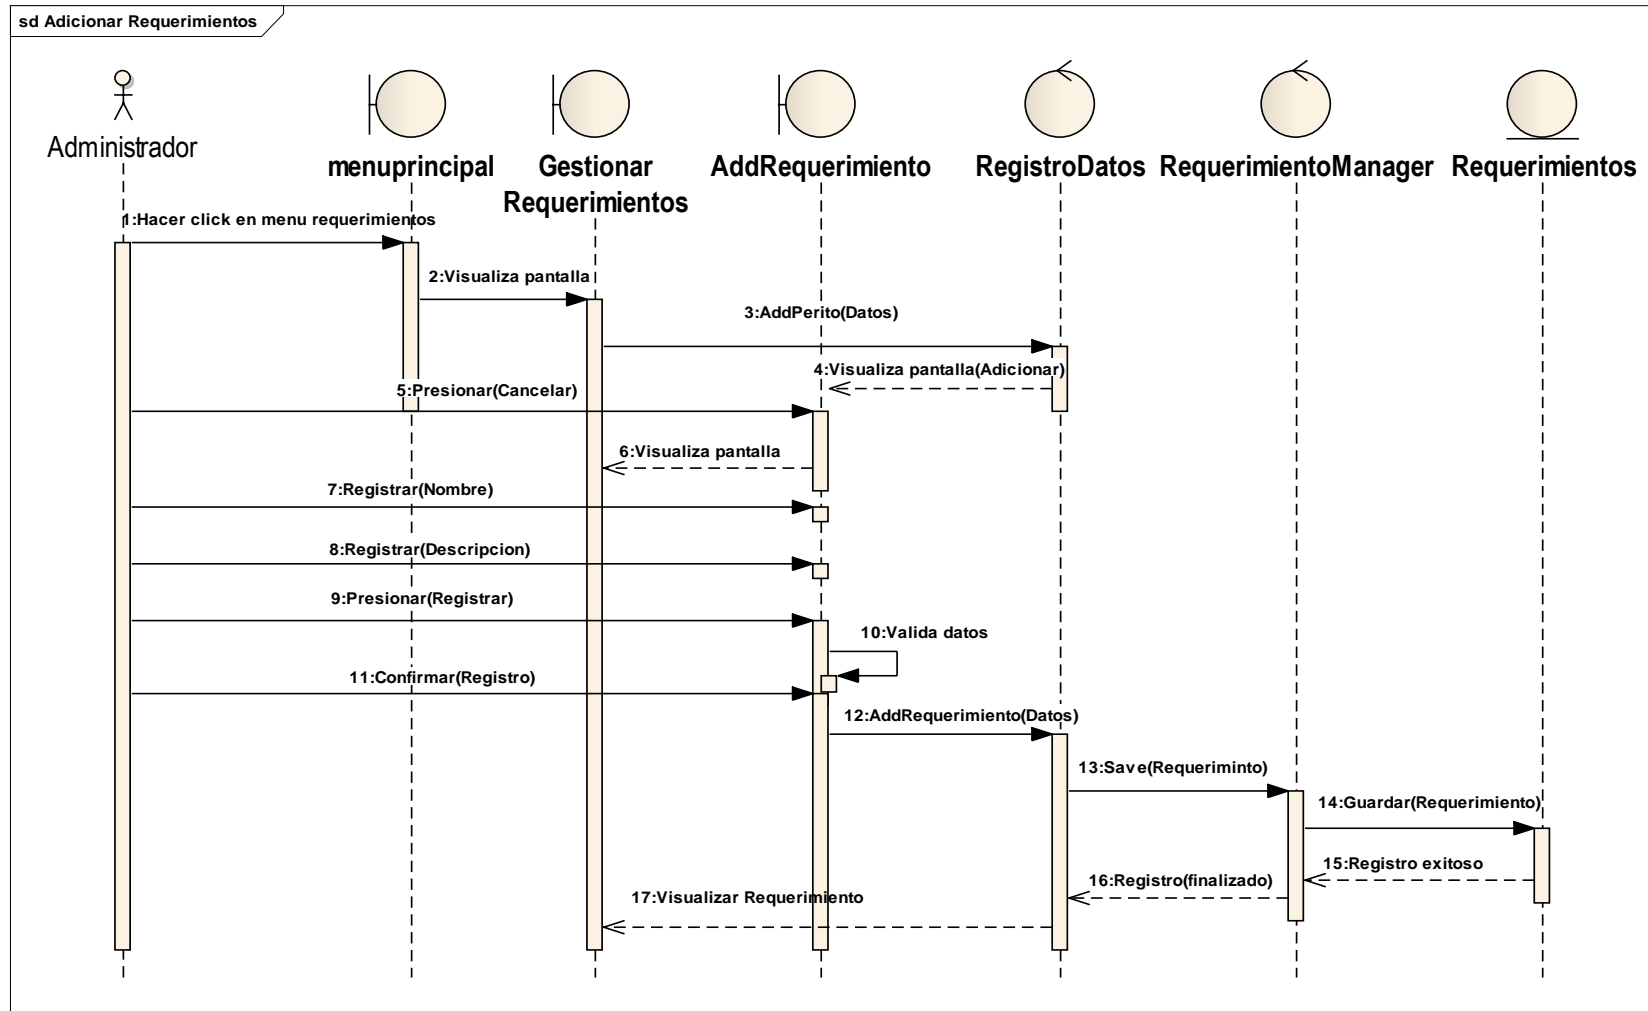 sd Adicionar Requerimientos
Administrador
menuprincipal
Gestionar
Requerimientos
AddRequerimiento
RegistroDatos
RequerimientoManager
Requerimientos
1:Hacer click en menu requerimientos
2:Visualiza pantalla
3:AddPerito(Datos)
4:Visualiza pantalla(Adicionar)
5:Presionar(Cancelar)
6:Visualiza pantalla
7:Registrar(Nombre)
8:Registrar(Descripcion)
9:Presionar(Registrar)
10:Valida datos
11:Confirmar(Registro)
12:AddRequerimiento(Datos)
13:Save(Requeriminto)
14:Guardar(Requerimiento)
15:Registro exitoso
16:Registro(finalizado)
17:Visualizar Requerimiento